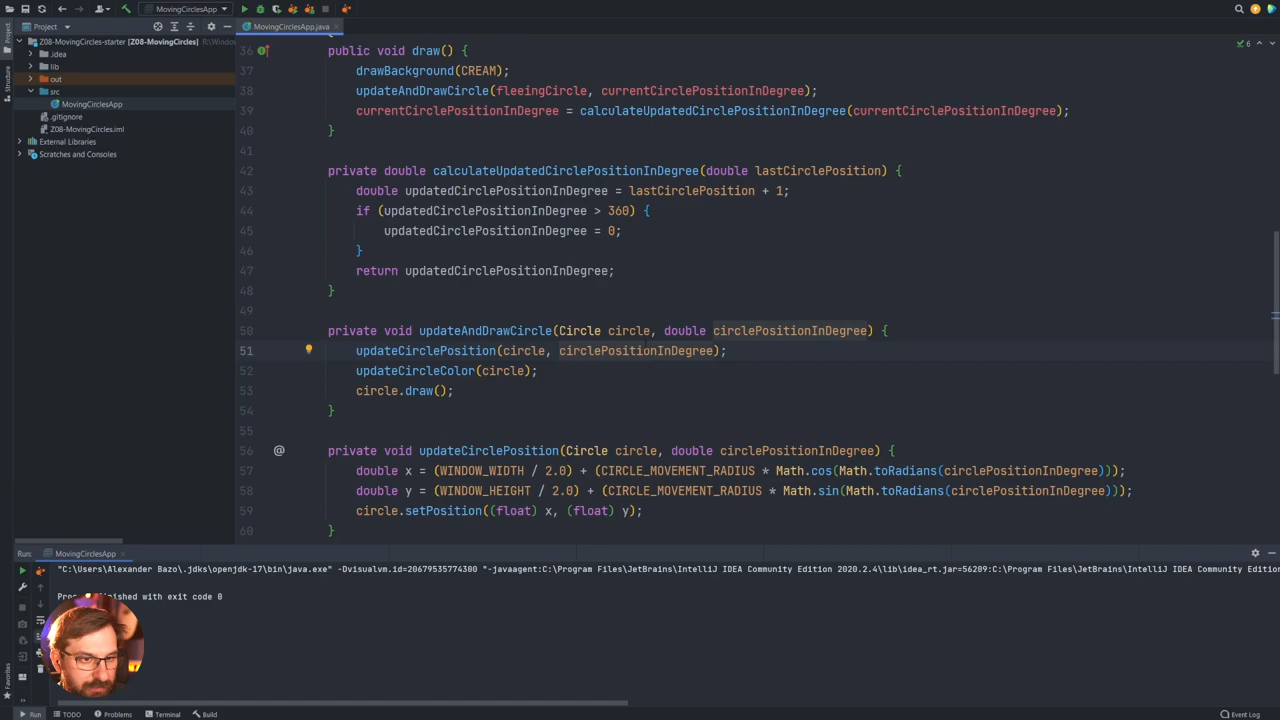 MovingCirclesApp
MovingCirclesApp.java
Project
Z08-MovingCircles-starter [Z08-MovingCircles] R:\Window
.idea
lib
out
src
MovingCirclesApp
.gitignore
Z08-MovingCircles.iml
External Libraries
Scratches and Consoles
Project
Structure
Favorites
6
36 public void draw() {
37 drawBackground(CREAM);
38 updateAndDrawCircle(fleeingCircle, currentCirclePositionInDegree);
39 currentCirclePositionInDegree = calculateUpdatedCirclePositionInDegree(currentCirclePositionInDegree);
40 }
41
42 private double calculateUpdatedCirclePositionInDegree(double lastCirclePosition) {
43 double updatedCirclePositionInDegree = lastCirclePosition + 1;
44 if (updatedCirclePositionInDegree > 360) {
45 updatedCirclePositionInDegree = 0;
46 }
47 return updatedCirclePositionInDegree;
48 }
49
50 private void updateAndDrawCircle(Circle circle, double circlePositionInDegree) {
51 updateCirclePosition(circle, circlePositionInDegree);
52 updateCircleColor(circle);
53 circle.draw();
54 }
55
56 @ private void updateCirclePosition(Circle circle, double circlePositionInDegree) {
57 double x = (WINDOW_WIDTH / 2.0) + (CIRCLE_MOVEMENT_RADIUS * Math.cos(Math.toRadians(circlePositionInDegree)));
58 double y = (WINDOW_HEIGHT / 2.0) + (CIRCLE_MOVEMENT_RADIUS * Math.sin(Math.toRadians(circlePositionInDegree)));
59 circle.setPosition((float) x, (float) y);
60 }
Run: MovingCirclesApp
"C:\Users\Alexander Bazo\.jdks\openjdk-17\bin\java.exe" -Dvisualvm.id=20679535774300 "-javaagent:C:\Program Files\JetBrains\IntelliJ IDEA Community Edition 2020.2.4\lib\idea_rt.jar=56209:C:\Program Files\JetBrains\IntelliJ IDEA Community Edition
finished with exit code 0
Run TODO Problems Terminal Build Event Log